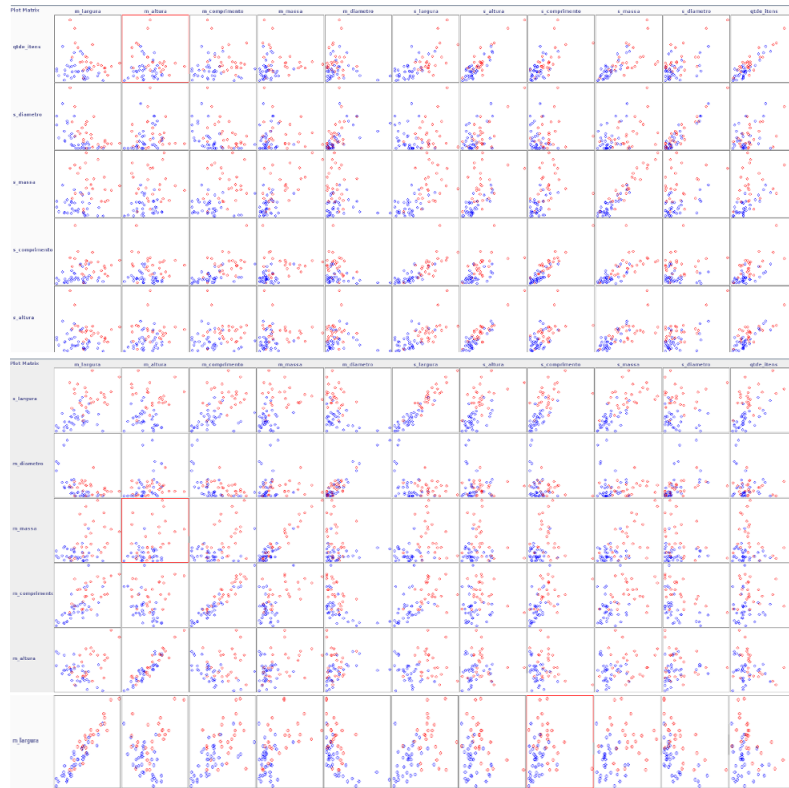 Plot Matrix m_largura m_altura m_comprimento m_massa m_diametro s_largura s_altura s_comprimento s_massa s_diametro qtde_itens
qtde_itens
s_diametro
s_massa
s_comprimento
s_altura
Plot Matrix m_largura m_altura m_comprimento m_massa m_diametro s_largura s_altura s_comprimento s_massa s_diametro qtde_itens
s_largura
m_diametro
m_massa
m_comprimento
m_altura
m_largura